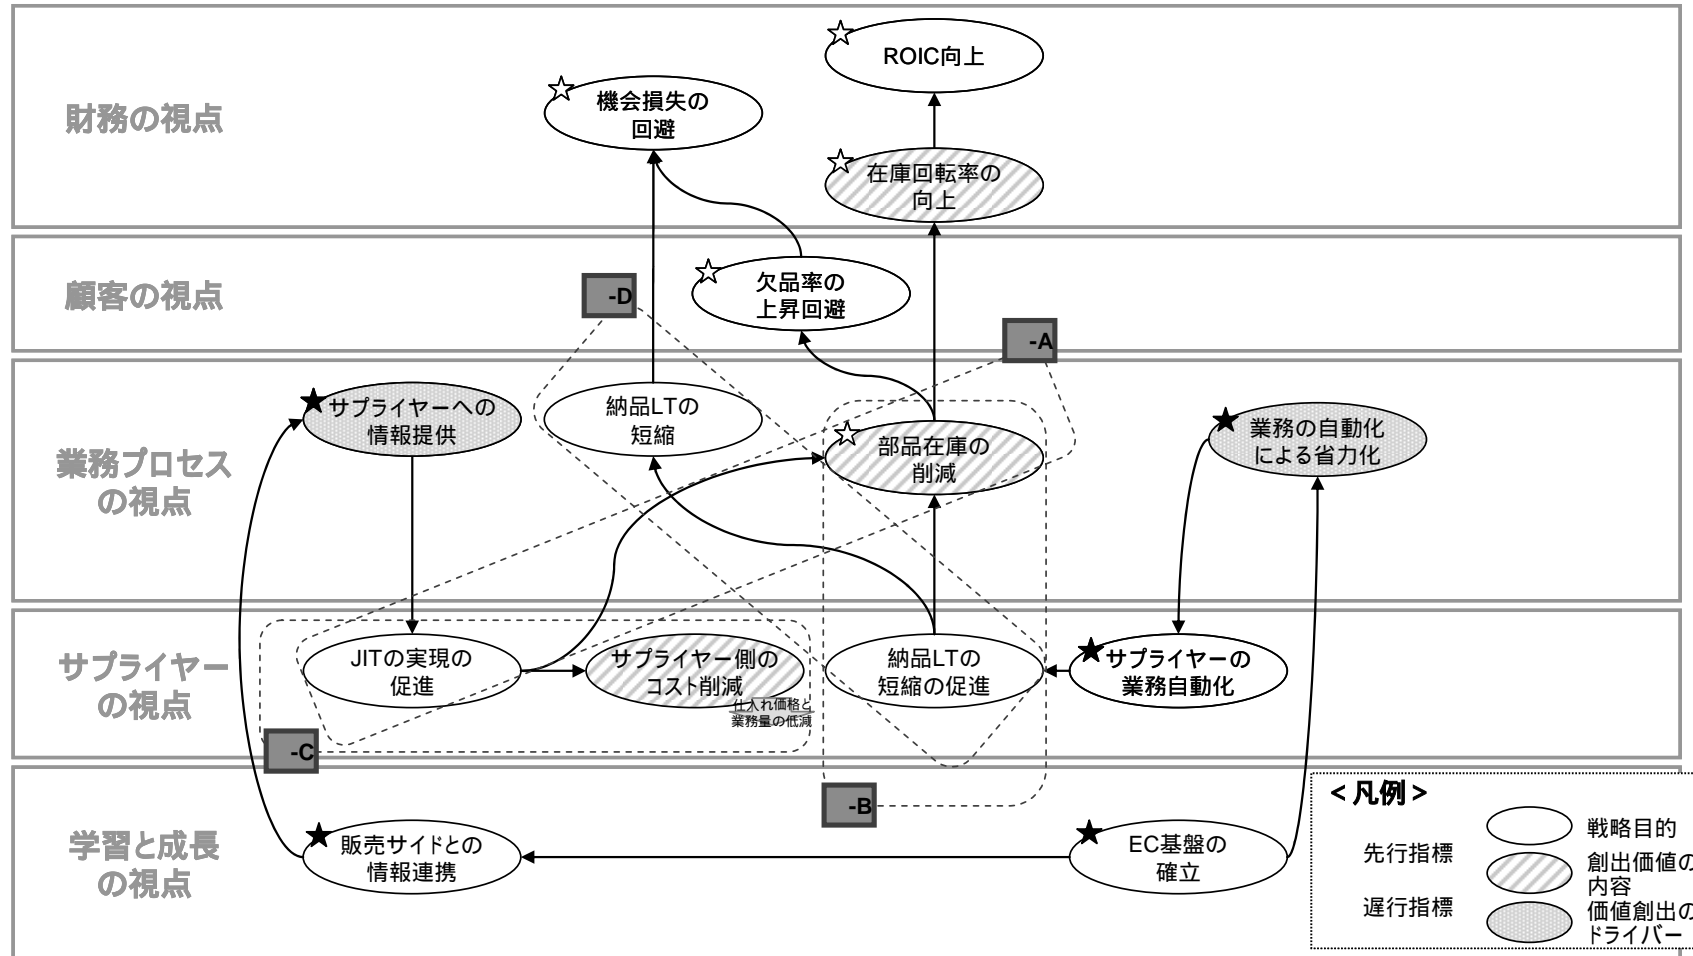 財務の視点
ROIC向上
機会損失の
回避
在庫回転率の
向上
顧客の視点
欠品率の
上昇回避
-D
-A
業務プロセス
の視点
サプライヤーへの
情報提供
納品LTの
短縮
部品在庫の
削減
業務の自動化
による省力化
サプライヤー
の視点
JITの実現の
促進
サプライヤー側の
コスト削減
仕入れ価格と
業務量の低減
納品LTの
短縮の促進
サプライヤーの
業務自動化
-C
-B
学習と成長
の視点
販売サイドとの
情報連携
EC基盤の
確立
<凡例>
先行指標
遅行指標
戦略目的
創出価値の
内容
価値創出の
ドライバー